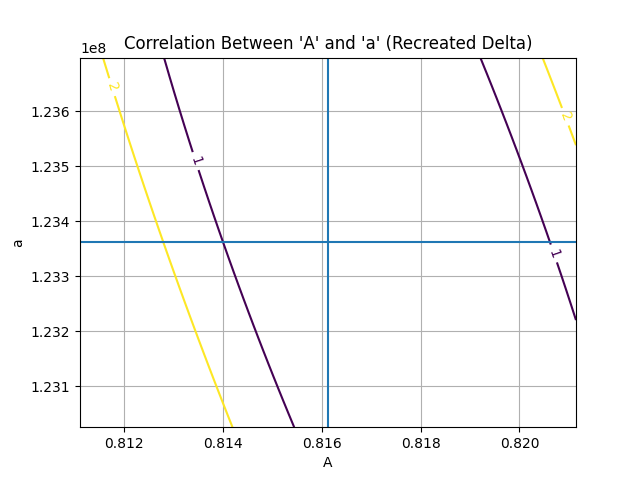 Correlation Between 'A' and 'a' (Recreated Delta)
1e8
1.236
1.235
1.234
1.233
1.232
1.231
a
2
1
2
1
0.812 0.814 0.816 0.818 0.820
A